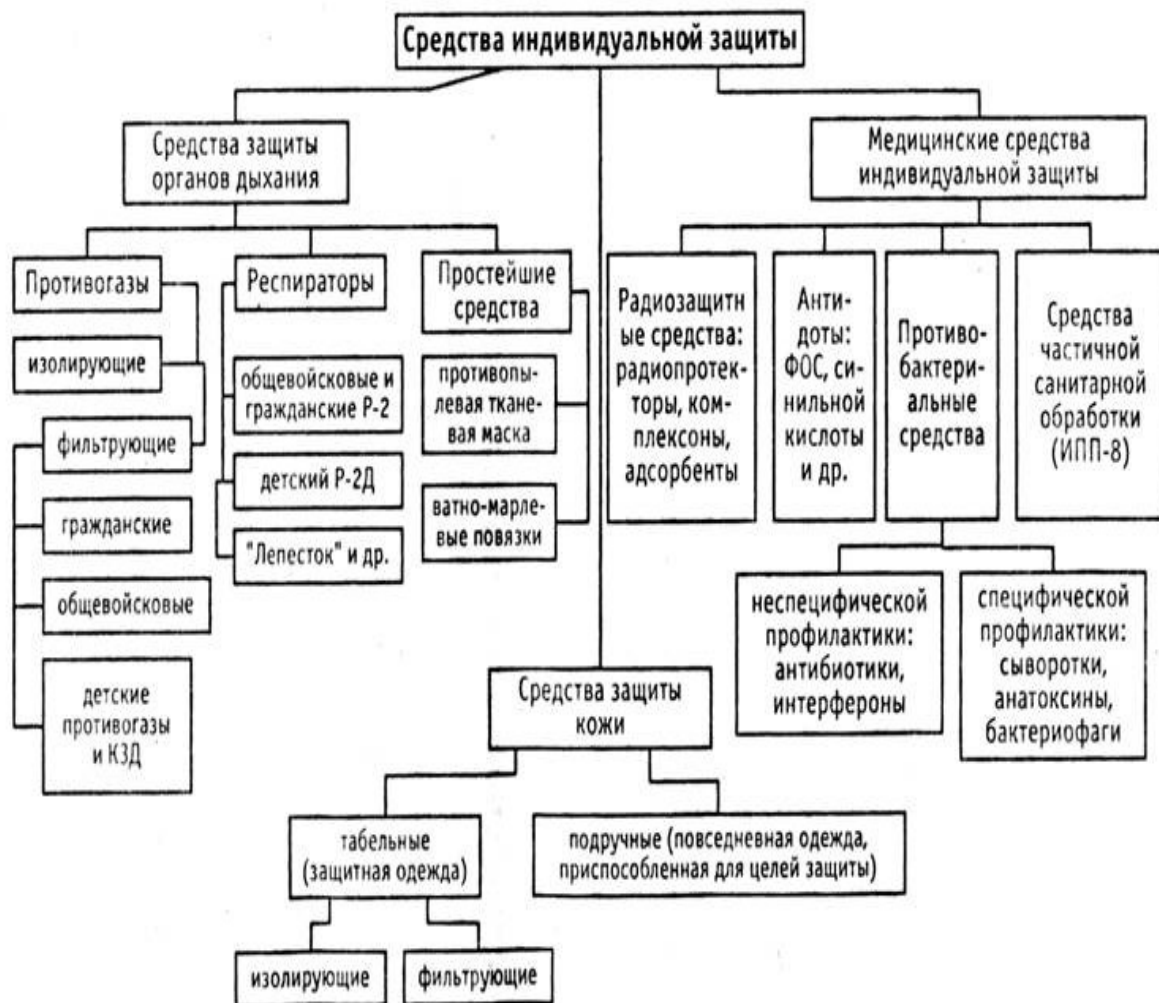 Средства индивидуальной защиты
Средства защиты
органов дыхания
Медицинские средства
индивидуальной защиты
Противогазы
изолирующие
фильтрующие
гражданские
общевойсковые
детские
противогазы
и КЗД
Респираторы
общевойсковые и
гражданские Р-2
детский Р-2Д
"Лепесток" и др.
Простейшие
средства
противопы-
левая ткане-
вая маска
ватно-марле-
вые повязки
Радиозащитн
ые средства:
радиопротек-
торы, ком-
плексоны,
адсорбенты
Анти-
доты:
ФОС, си-
нильной
кислоты
и др.
Противо-
бактери-
альные
средства
Средства
частичной
санитарной
обработки
(ИПП-8)
неспецифической
профилактики:
антибиотики,
интерфероны
специфической
профилактики:
сыворотки,
анатоксины,
бактериофаги
Средства защиты
кожи
табельные
(защитная одежда)
подручные (повседневная одежда,
приспособленная для целей защиты)
изолирующие
фильтрующие